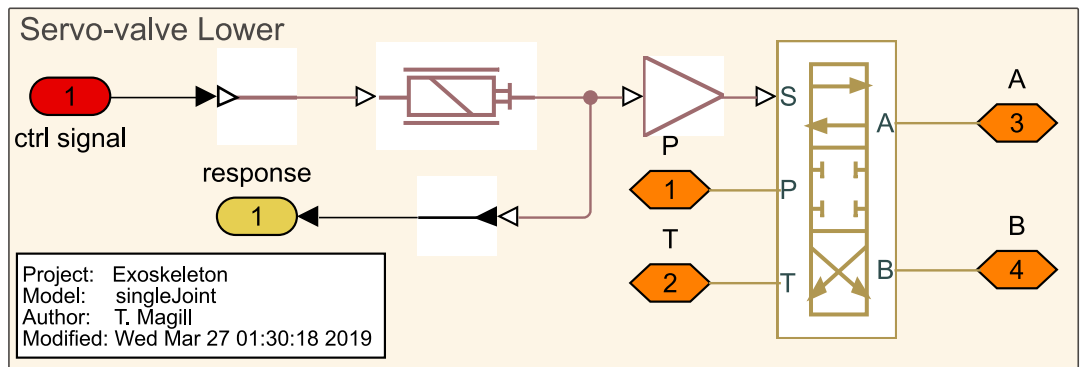 Servo-valve Lower
1
ctrl signal
response
1
S
P
1
P
T
2
T
A
A
3
B
B
4
Project: Exoskeleton
Model: singleJoint
Author: T. Magill
Modified: Wed Mar 27 01:30:18 2019